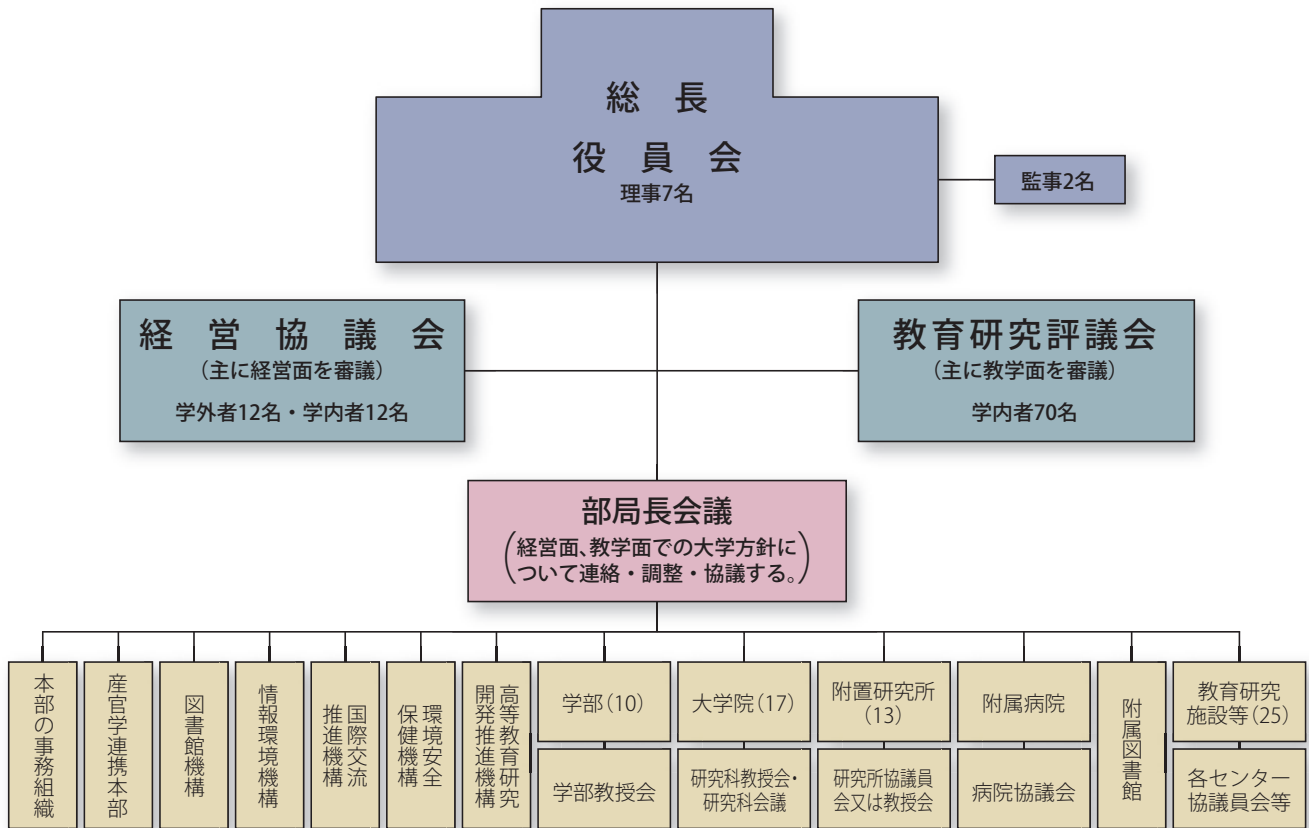 総長
役員会
理事7名
監事2名
経営協議会
(主に経営面を審議)
学外者12名・学内者12名
教育研究評議会
(主に教学面を審議)
学内者70名
部局長会議
(経営面、教学面での大学方針に
ついて連絡・調整・協議する。)
本部の事務組織
産官学連携本部
図書館機構
情報環境機構
国際交流
推進機構
環境安全
保健機構
高等教育研究
開発推進機構
学部(10)
学部教授会
大学院(17)
研究科教授会・
研究科会議
附置研究所
(13)
研究所協議員
会又は教授会
附属病院
病院協議会
附属図書館
教育研究
施設等(25)
各センター
協議員会等